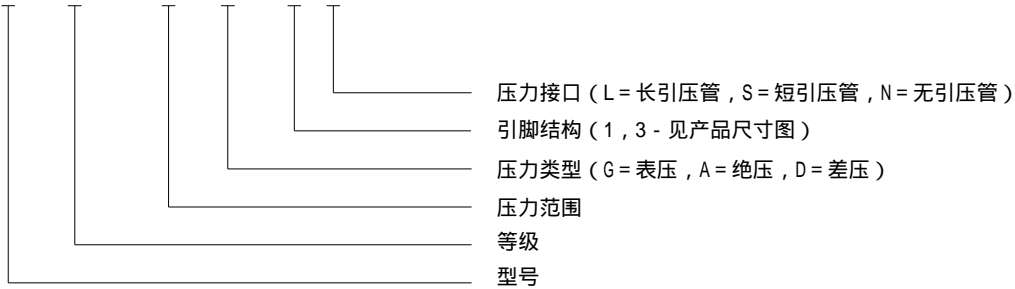 压力接口(L=长引压管,S=短引压管,N=无引压管)
引脚结构(1,3-见产品尺寸图)
压力类型(G=表压,A=绝压,D=差压)
压力范围
等级
型号